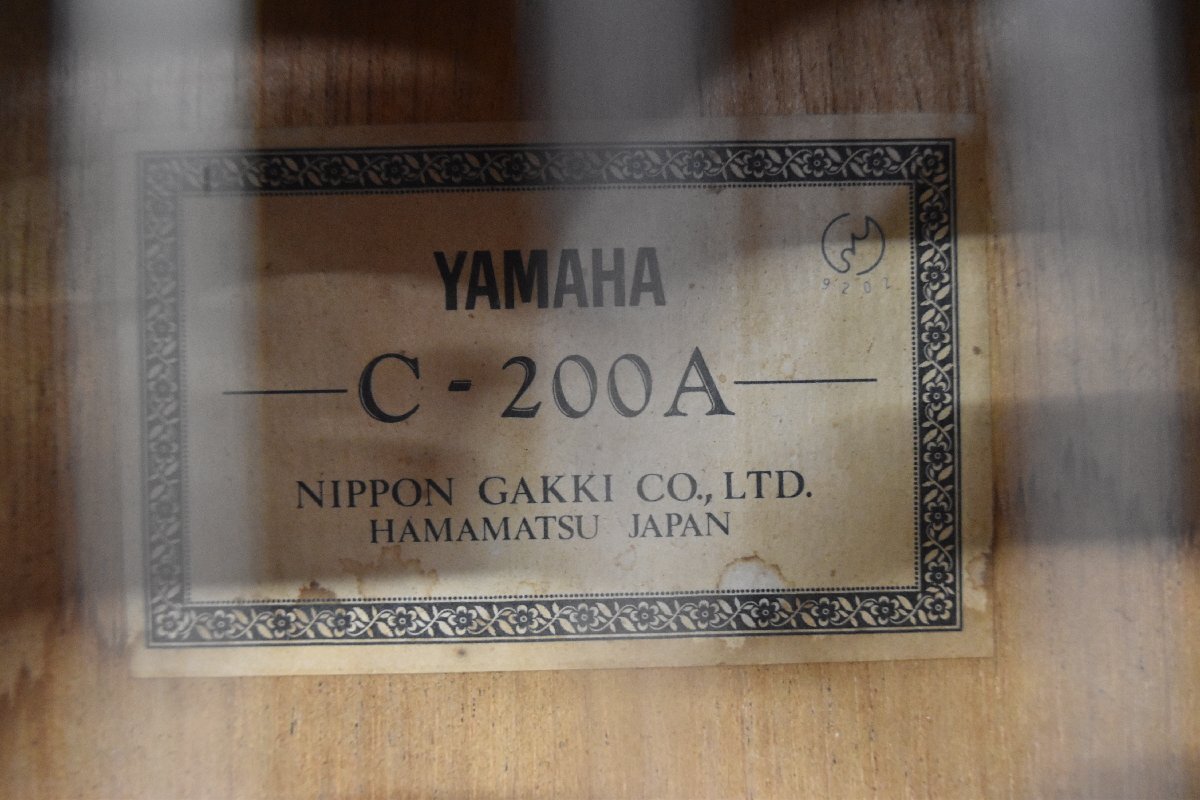 YAMAHA
9202
C - 200A
NIPPON GAKKI CO., LTD.
HAMAMATSU JAPAN